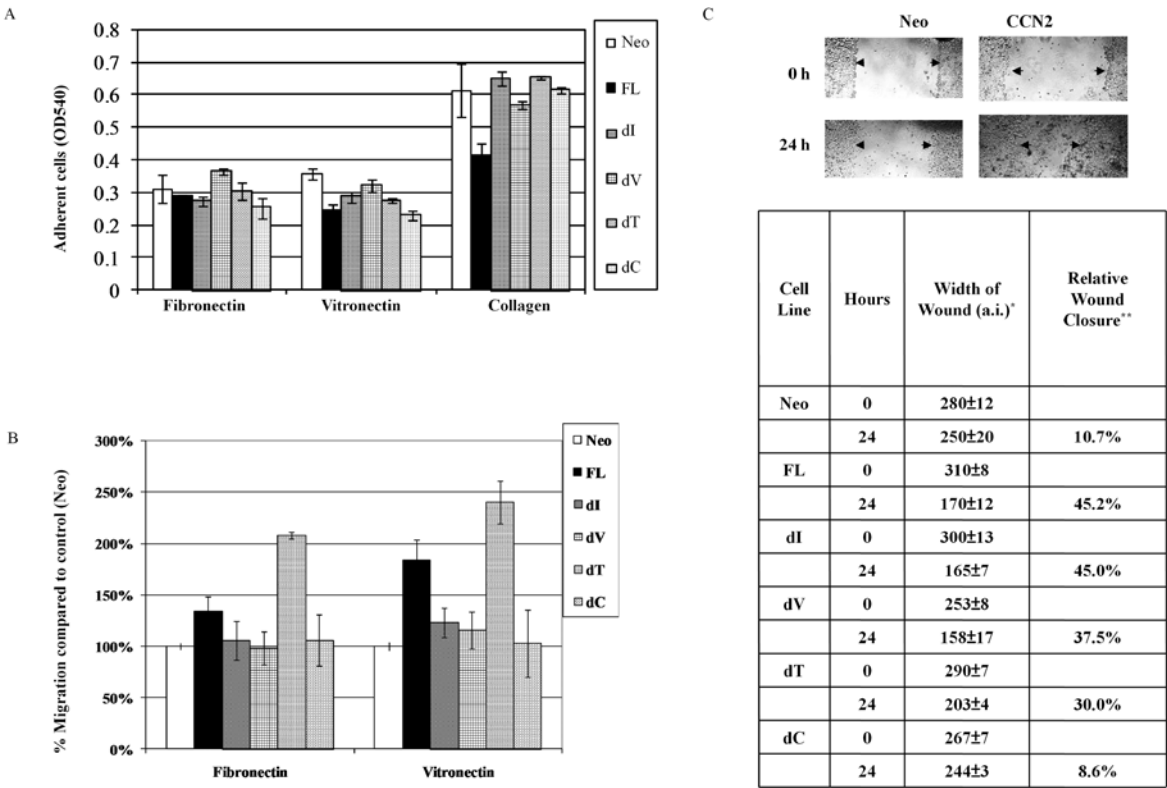 A
Adherent cells (OD540)
0.8
0.7
0.6
0.5
0.4
0.3
0.2
0.1
0
Fibronectin Vitronectin Collagen
Neo
FL
dI
dV
dT
dC
B
% Migration compared to control (Neo)
300%
250%
200%
150%
100%
50%
0%
Fibronectin Vitronectin
Neo
FL
dI
dV
dT
dC
C
Neo CCN2
0 h
24 h
Cell Line Hours Width of Wound (a.i.)* Relative Wound Closure**
Neo 0 280±12
24 250±20 10.7%
FL 0 310±8
24 170±12 45.2%
dI 0 300±13
24 165±7 45.0%
dV 0 253±8
24 158±17 37.5%
dT 0 290±7
24 203±4 30.0%
dC 0 267±7
24 244±3 8.6%